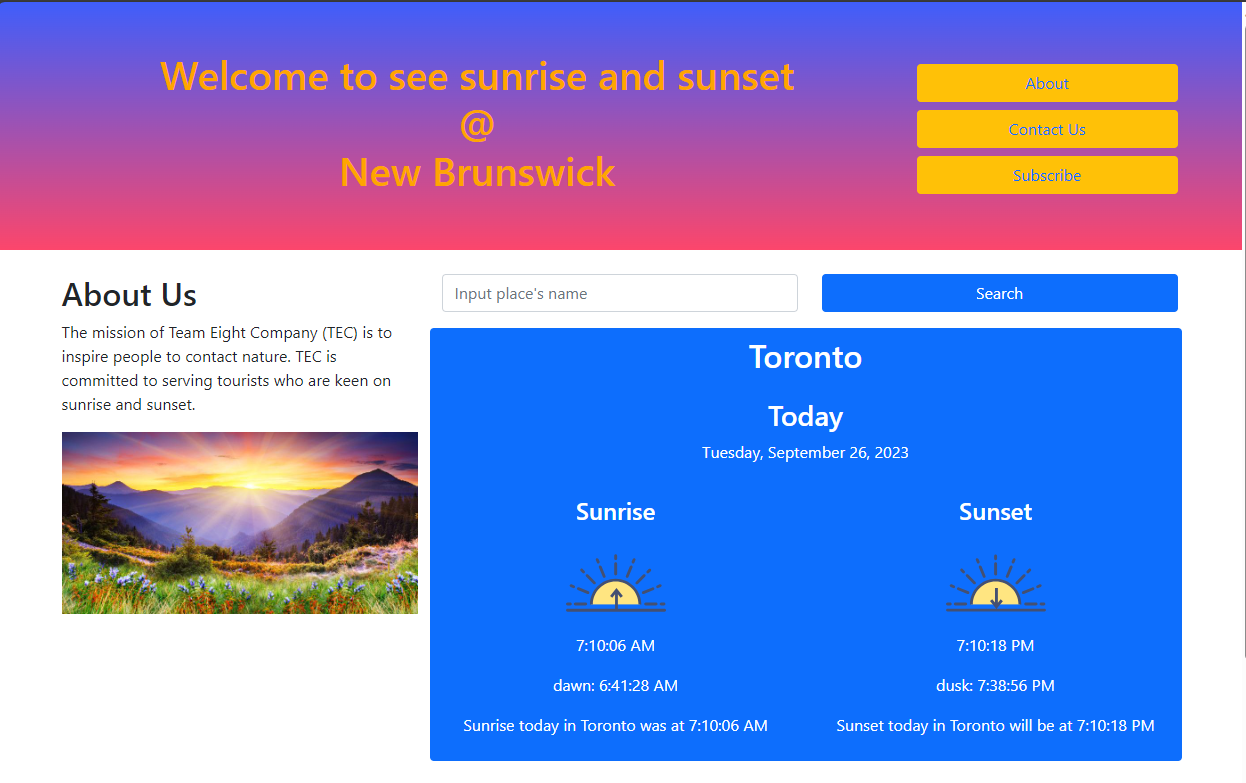 Welcome to see sunrise and sunset
@
New Brunswick
About
Contact Us
Subscribe
About Us
The mission of Team Eight Company (TEC) is to
inspire people to contact nature. TEC is
committed to serving tourists who are keen on
sunrise and sunset.
Input place's name
Search
Toronto
Today
Tuesday, September 26, 2023
Sunrise
7:10:06 AM
dawn: 6:41:28 AM
Sunrise today in Toronto was at 7:10:06 AM
Sunset
7:10:18 PM
dusk: 7:38:56 PM
Sunset today in Toronto will be at 7:10:18 PM